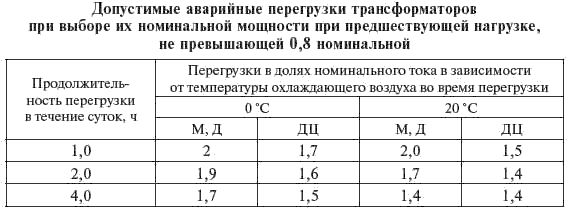 Допустимые аварийные перегрузки трансформаторов
при выборе их номинальной мощности при предшествующей нагрузке,
не превышающей 0,8 номинальной
Продолжитель-
ность перегрузки
в течение суток, ч
Перегрузки в долях номинального тока в зависимости
от температуры охлаждающего воздуха во время перегрузки
0 °С 20 °С
М, Д ДЦ М, Д ДЦ
1,0 2 1,7 2,0 1,5
2,0 1,9 1,6 1,7 1,4
4,0 1,7 1,5 1,4 1,4